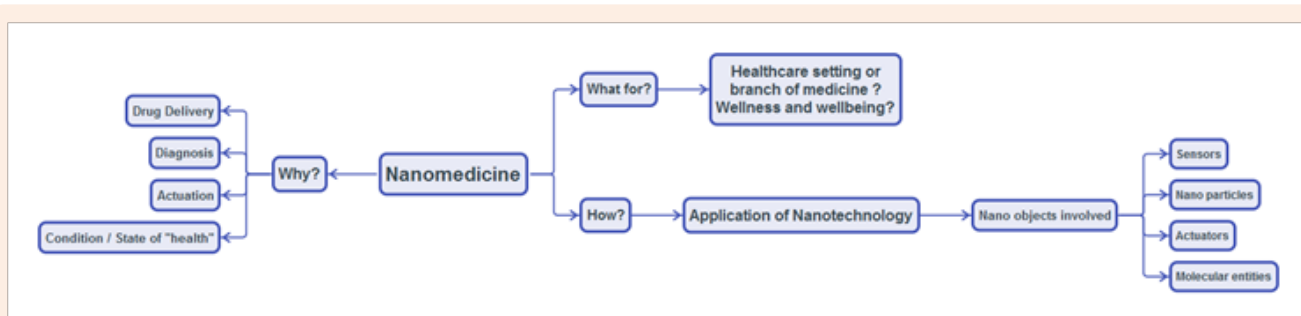 Drug Delivery
Diagnosis
Actuation
Condition / State of "health"
Why?
Nanomedicine
What for?
Healthcare setting or
branch of medicine ?
Wellness and wellbeing?
How?
Application of Nanotechnology
Nano objects involved
Sensors
Nano particles
Actuators
Molecular entities